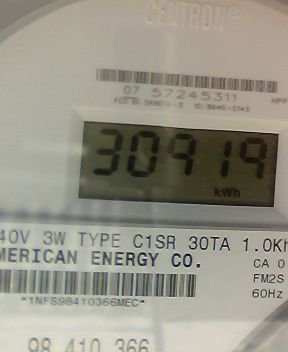 CENTRON®
07 57245311
30919
kWh
40V 3W TYPE C1SR 30TA 1.0Kh
MERICAN ENERGY CO.
CA 0
FM2S
60Hz
*1NFS98410366MEC*
98 410 366